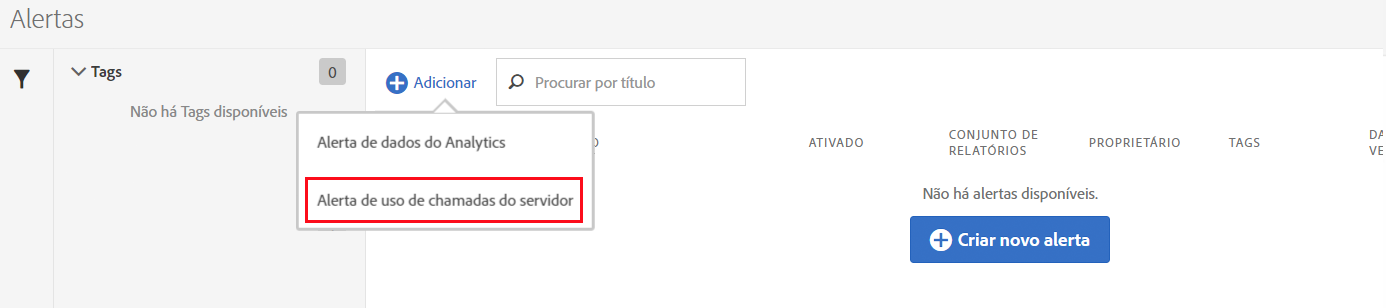 Alertas
Tags
0
Não há Tags disponíveis
Adicionar
Procurar por título
Alerta de dados do Analytics
Alerta de uso de chamadas do servidor
ATIVADO
CONJUNTO DE
RELATÓRIOS
PROPRIETÁRIO
TAGS
DA
VE
Não há alertas disponíveis.
Criar novo alerta